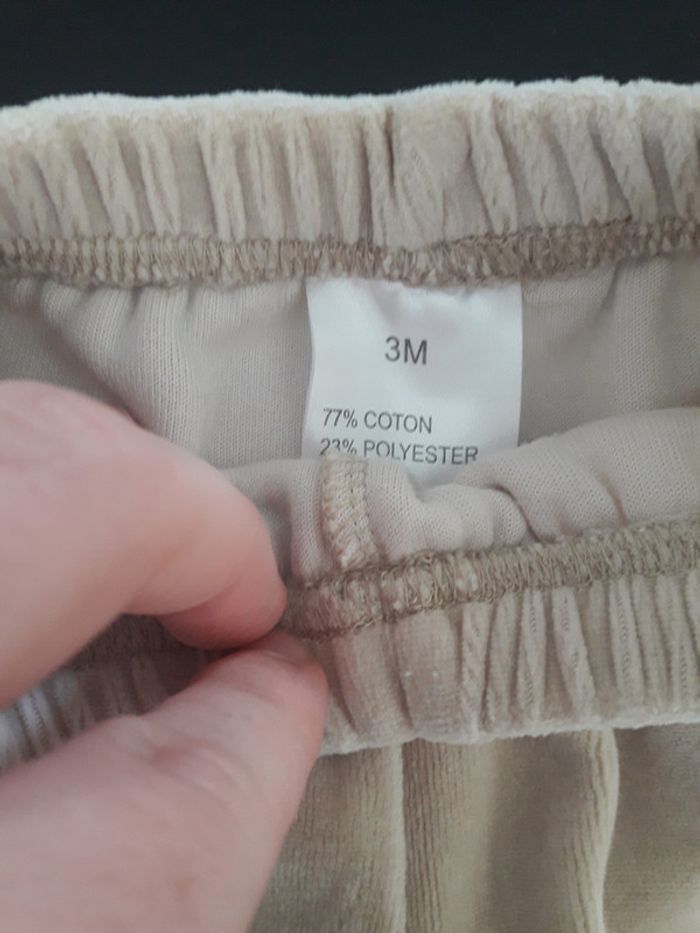 3M
77% COTON
23% POLYESTER